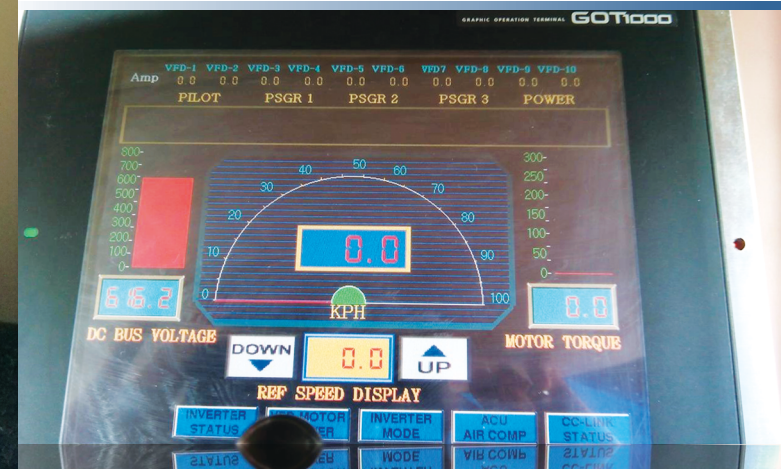 GRAPHIC OPERATION TERMINAL GOT1000
VFD-1 VFD-2 VFD-3 VFD-4 VFD-5 VFD-6 VFD7 VFD-8 VFD-9 VFD-10
Amp 0.0 0.0 0.0 0.0 0.0 0.0 0.0 0.0 0.0 0.0
PILOT PSGR 1 PSGR 2 PSGR 3 POWER
800-
700-
600-
500-
400-
300-
200-
100-
0-
616.2
DC BUS VOLTAGE
0 10 20 30 40 50 60 70 80 90 100
0.0
KPH
300-
250-
200-
150-
100-
50-
0-
0.0
MOTOR TORQUE
DOWN
0.0
UP
REF SPEED DISPLAY
INVERTER
STATUS
MOTOR
INVERTER
MODE
ACU
AIR COMP
CC-LINK
STATUS